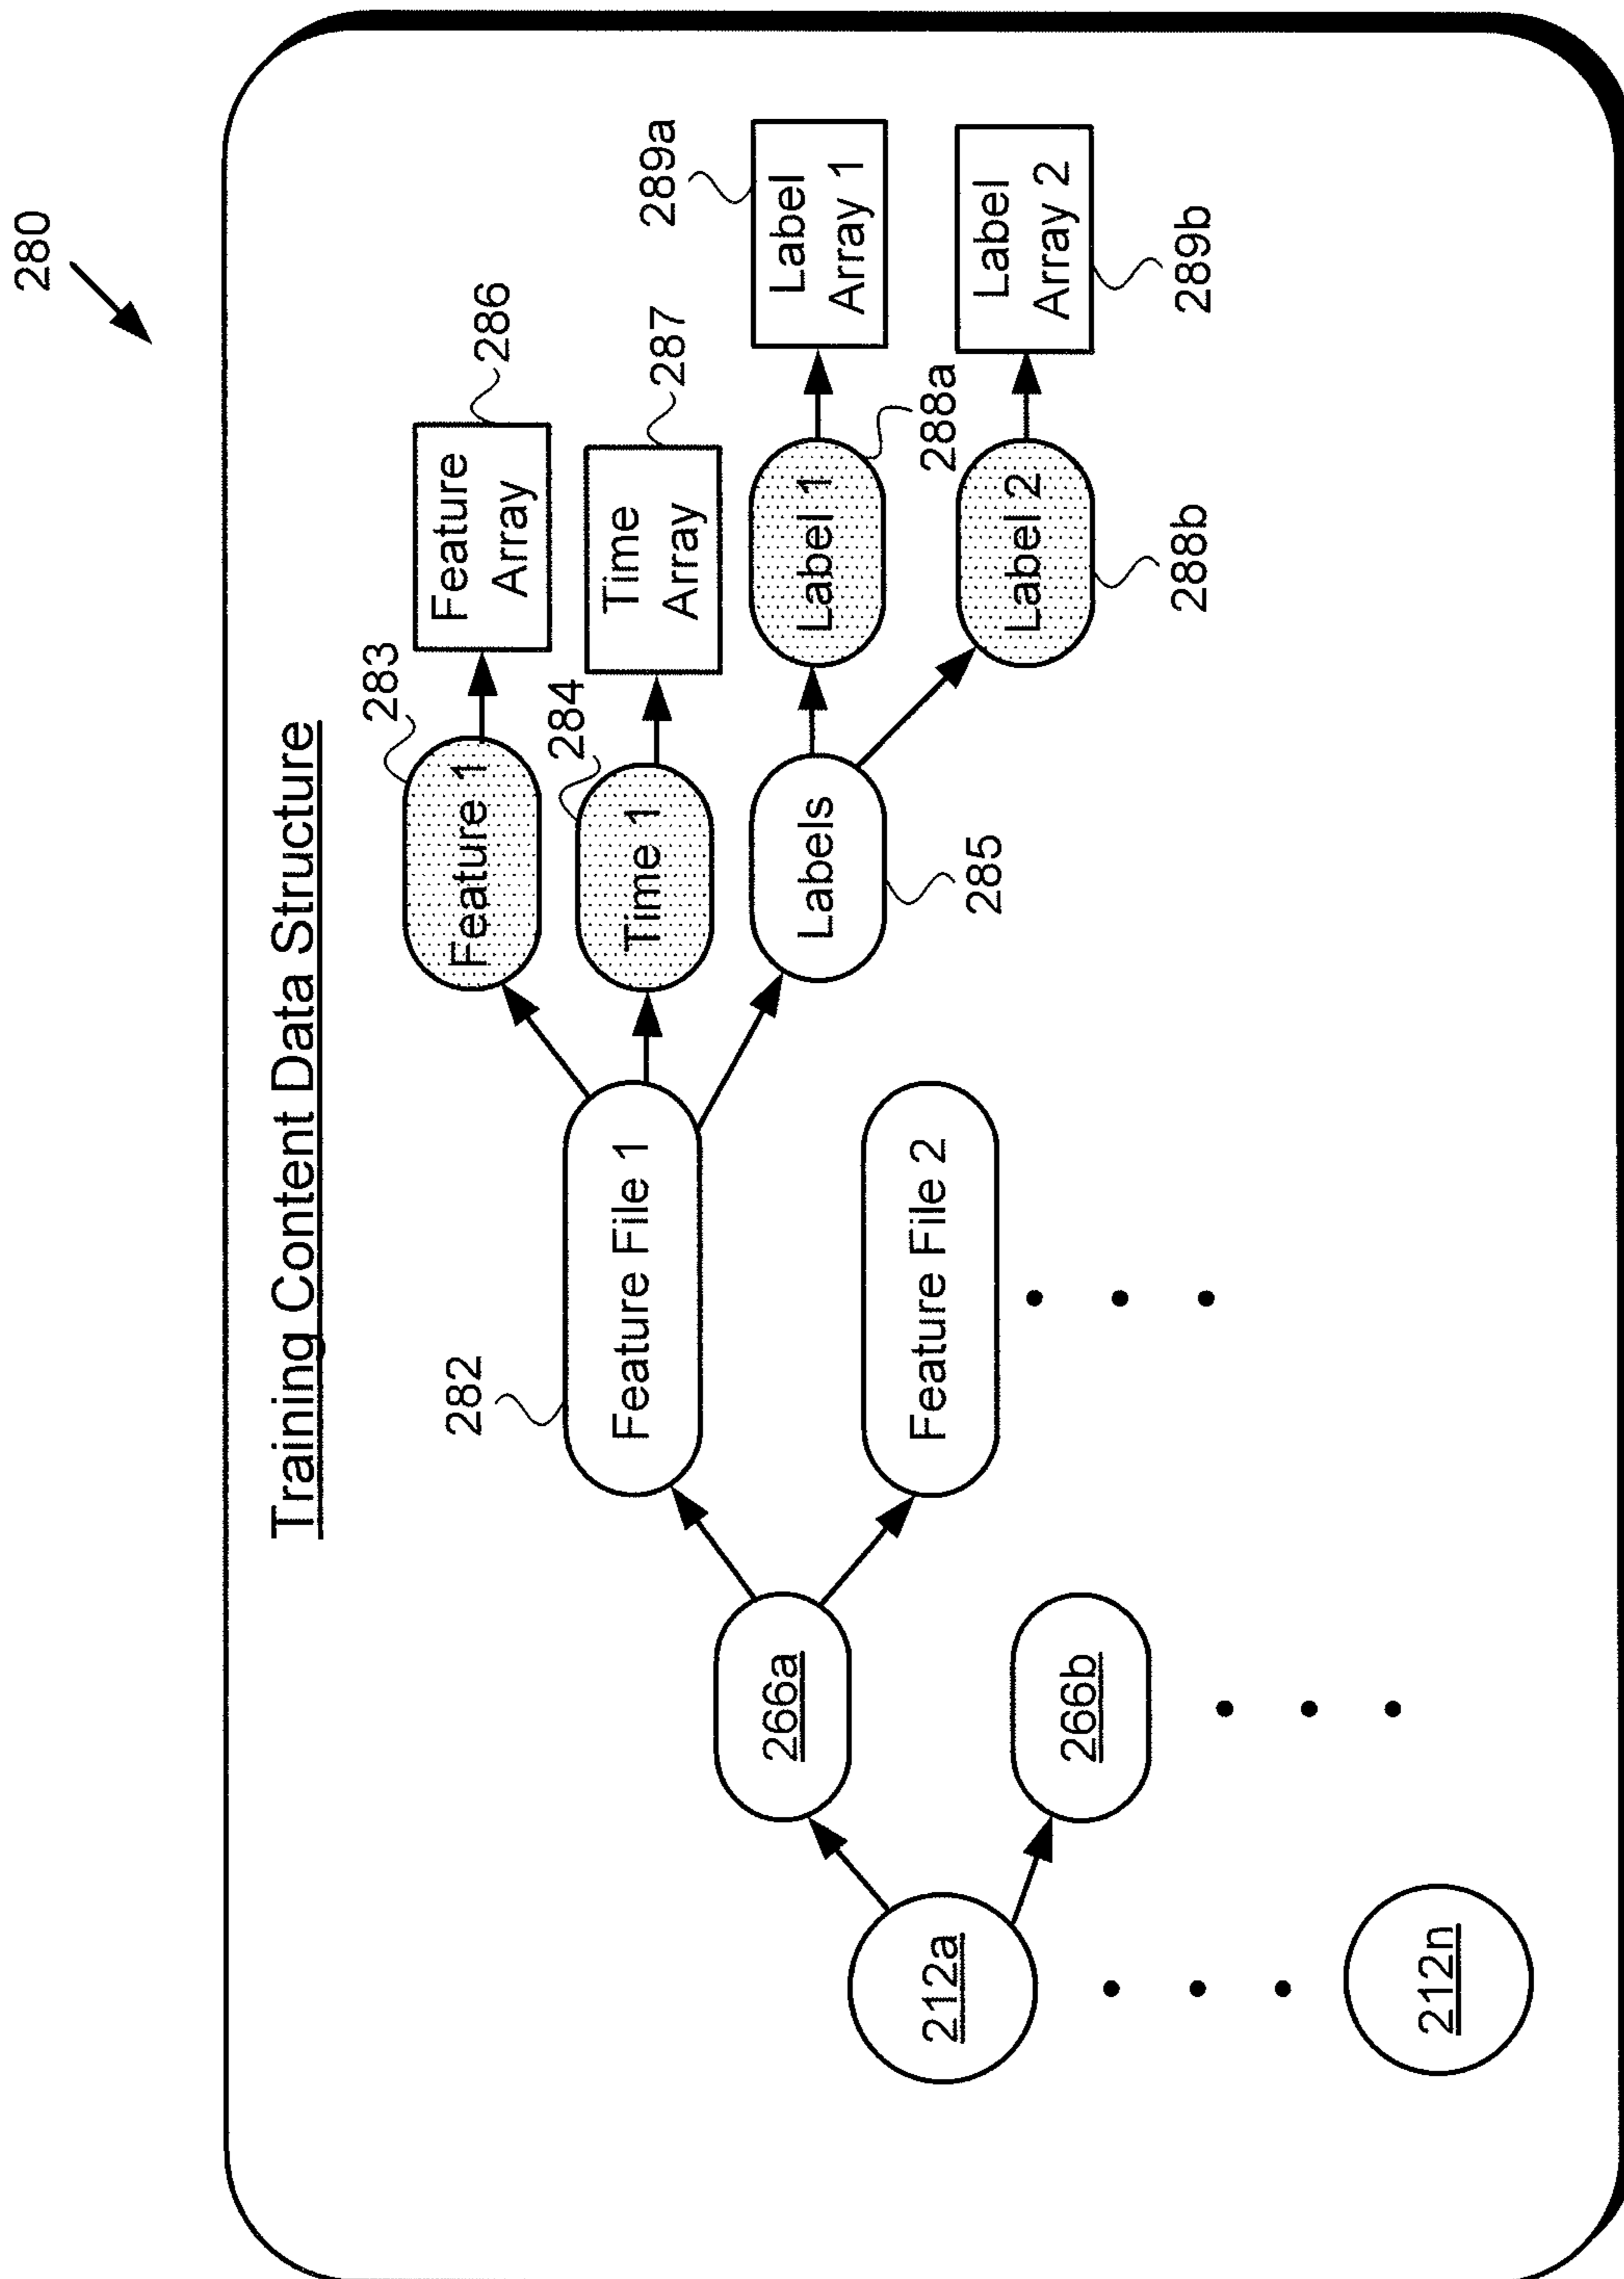 280
Training Content Data Structure
283
Feature 1
Feature
Array
286
284
Time 1
Time
Array
287
282
Feature File 1
Labels
285
Label 1
288a
Label
Array 1
289a
Label 2
288b
Label
Array 2
289b
Feature File 2
266a
266b
212a
212n